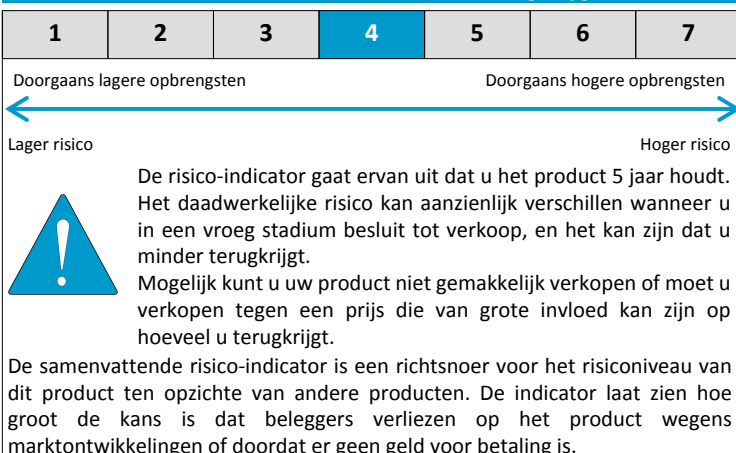 1 2 3 4 5 6 7
Doorgaans lagere opbrengsten Doorgaans hogere opbrengsten
Lager risico Hoger risico
De risico-indicator gaat ervan uit dat u het product 5 jaar houdt.
Het daadwerkelijke risico kan aanzienlijk verschillen wanneer u
in een vroeg stadium besluit tot verkoop, en het kan zijn dat u
minder terugkrijgt.
Mogelijk kunt u uw product niet gemakkelijk verkopen of moet u
verkopen tegen een prijs die van grote invloed kan zijn op
hoeveel u terugkrijgt.
De samenvattende risico-indicator is een richtsnoer voor het risiconiveau van
dit product ten opzichte van andere producten. De indicator laat zien hoe
groot de kans is dat beleggers verliezen op het product wegens
marktontwikkelingen of doordat er geen geld voor betaling is.